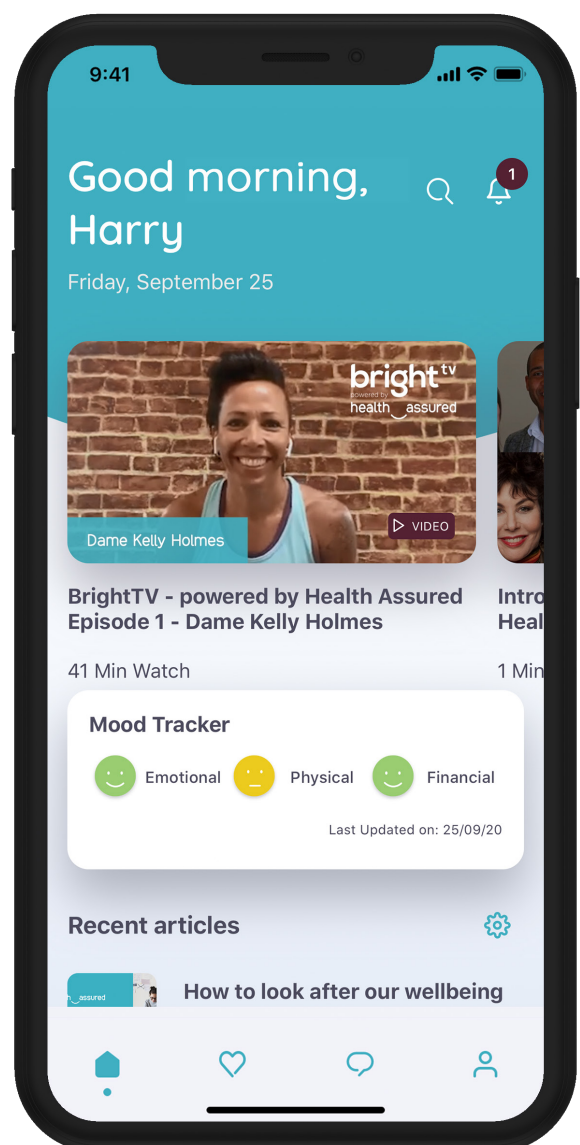 9:41
Good morning,
Harry
1
Friday, September 25
bright tv
powered by
health assured
Dame Kelly Holmes
VIDEO
BrightTV - powered by Health Assured
Episode 1 - Dame Kelly Holmes
41 Min Watch
Intro
Heal
1 Min
Mood Tracker
Emotional
Physical
Financial
Last Updated on: 25/09/20
Recent articles
h assured
How to look after our wellbeing